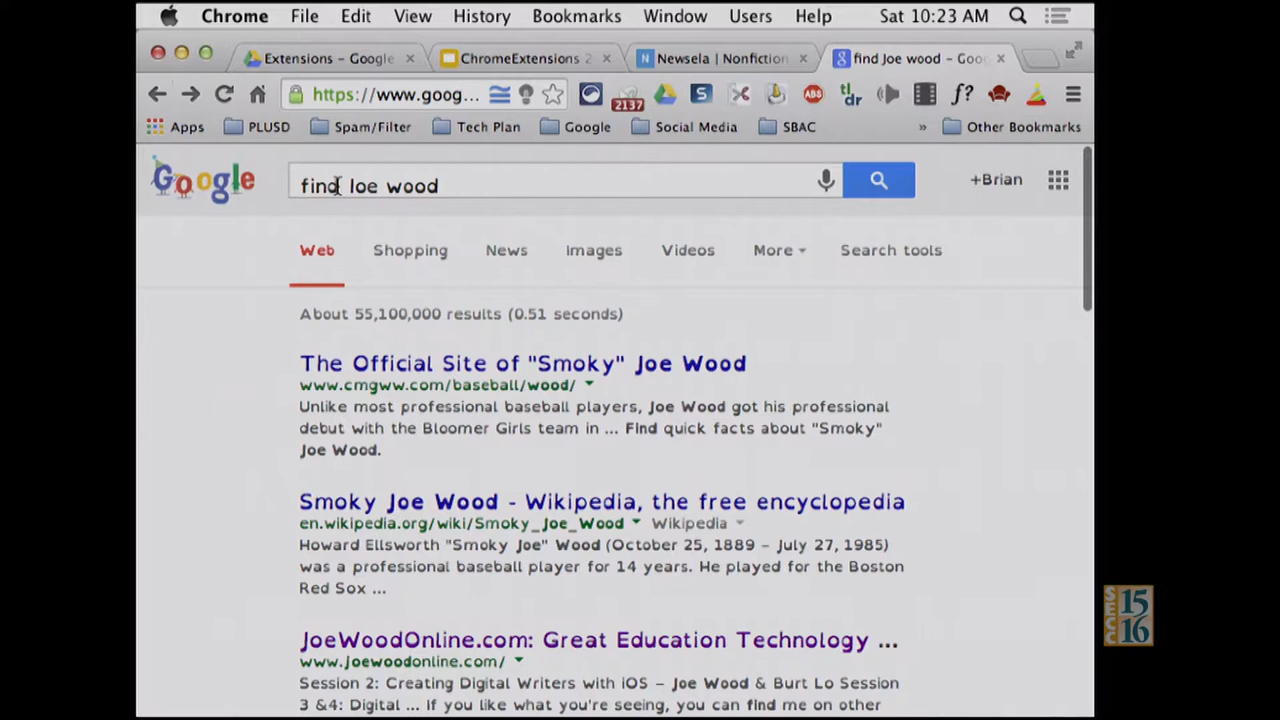 Chrome File Edit View History Bookmarks Window Users Help Sat 10:23 AM
Extensions - Google ChromeExtensions 2 Newsela | Nonfiction find Joe wood - Goo
https://www.goog... 2137 S ABS tl;dr f?
Apps PLUSD Spam/Filter Tech Plan Google Social Media SBAC » Other Bookmarks
Google find Joe wood +Brian
Web Shopping News Images Videos More Search tools
About 55,100,000 results (0.51 seconds)
The Official Site of "Smoky" Joe Wood
www.cmgww.com/baseball/wood/
Unlike most professional baseball players, Joe Wood got his professional
debut with the Bloomer Girls team in ... Find quick facts about "Smoky"
Joe Wood.
Smoky Joe Wood - Wikipedia, the free encyclopedia
en.wikipedia.org/wiki/Smoky_Joe_Wood Wikipedia
Howard Ellsworth "Smoky Joe" Wood (October 25, 1889 – July 27, 1985)
was a professional baseball player for 14 years. He played for the Boston
Red Sox ...
JoeWoodOnline.com: Great Education Technology ...
www.joewoodonline.com/
Session 2: Creating Digital Writers with iOS – Joe Wood & Burt Lo Session
3 &4: Digital ... If you like what you're seeing, you can find me on other
15
16